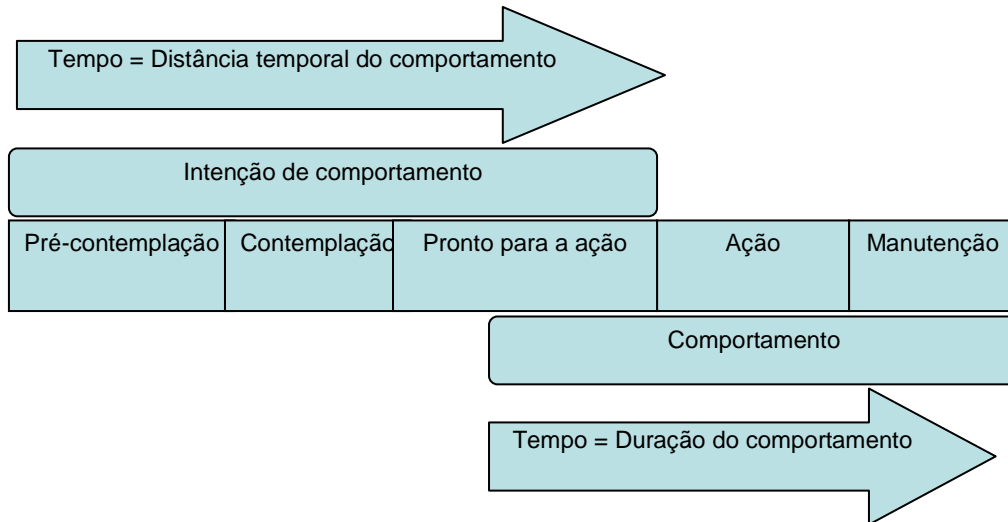 Tempo = Distância temporal do comportamento
Intenção de comportamento
Pré-contemplação
Contemplação
Pronto para a ação
Ação
Manutenção
Comportamento
Tempo = Duração do comportamento